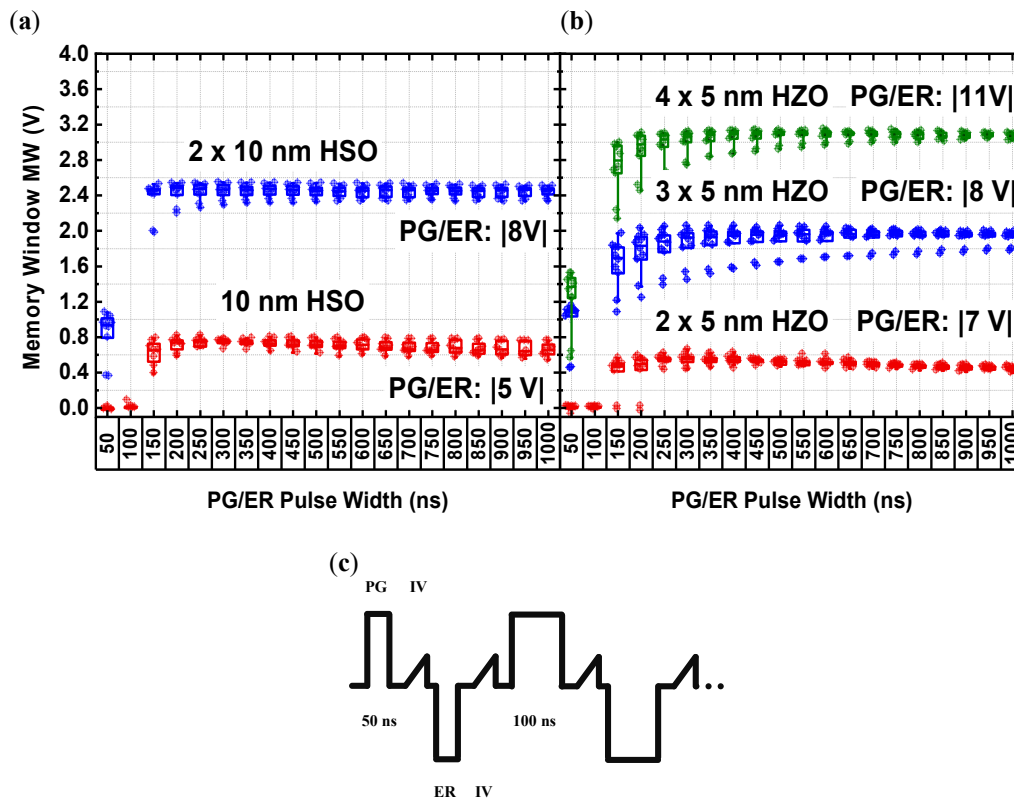 (a)
(b)
4.0
3.6
3.2
2.8
2.4
2.0
1.6
1.2
0.8
0.4
0.0
Memory Window MW (V)
2 x 10 nm HSO
PG/ER: |8V|
10 nm HSO
PG/ER: |5 V|
4 x 5 nm HZO PG/ER: |11V|
3 x 5 nm HZO PG/ER: |8 V|
2 x 5 nm HZO PG/ER: |7 V|
50 100 150 200 250 300 350 400 450 500 550 600 650 700 750 800 850 900 950 1000
50 100 150 200 250 300 350 400 450 500 550 600 650 700 750 800 850 900 950 1000
PG/ER Pulse Width (ns)
PG/ER Pulse Width (ns)
(c)
PG IV
50 ns
100 ns
ER IV